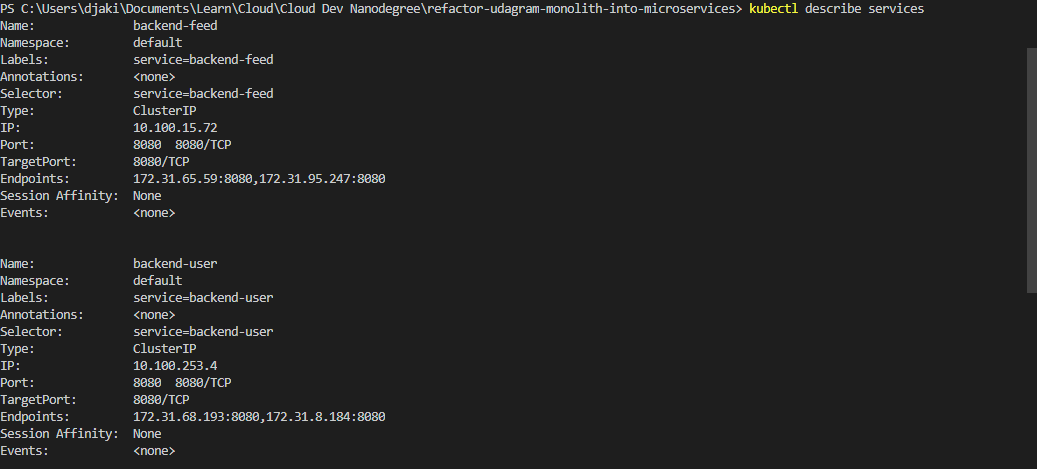 PS C:\Users\djaki\Documents\Learn\Cloud\Cloud Dev Nanodegree\refactor-udagram-monolith-into-microservices> kubectl describe services
Name:              backend-feed
Namespace:         default
Labels:            service=backend-feed
Annotations:       <none>
Selector:          service=backend-feed
Type:              ClusterIP
IP:                10.100.15.72
Port:              8080  8080/TCP
TargetPort:        8080/TCP
Endpoints:         172.31.65.59:8080,172.31.95.247:8080
Session Affinity:  None
Events:            <none>
Name:              backend-user
Namespace:         default
Labels:            service=backend-user
Annotations:       <none>
Selector:          service=backend-user
Type:              ClusterIP
IP:                10.100.253.4
Port:              8080  8080/TCP
TargetPort:        8080/TCP
Endpoints:         172.31.68.193:8080,172.31.8.184:8080
Session Affinity:  None
Events:            <none>